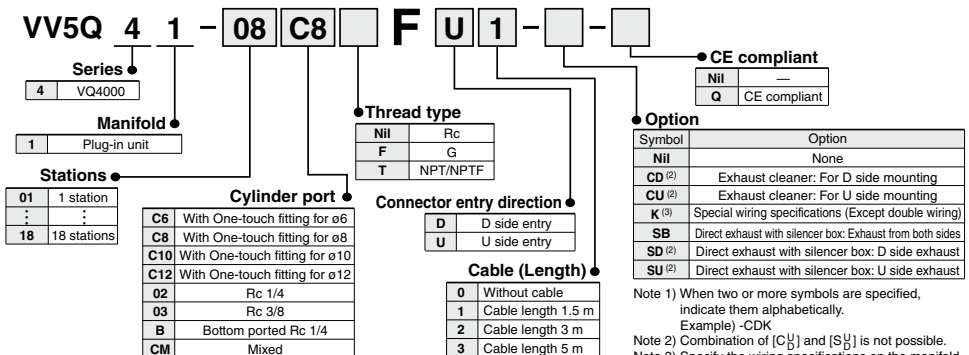 VV5Q 4 1 – 08 C8 F U 1 – –
Series
4 VQ4000
Manifold
1 Plug-in unit
Stations
01 1 station
⋮ ⋮
18 18 stations
Cylinder port
C6 With One-touch fitting for ø6
C8 With One-touch fitting for ø8
C10 With One-touch fitting for ø10
C12 With One-touch fitting for ø12
02 Rc 1/4
03 Rc 3/8
B Bottom ported Rc 1/4
CM Mixed
Thread type
Nil Rc
F G
T NPT/NPTF
Connector entry direction
D D side entry
U U side entry
Cable (Length)
0 Without cable
1 Cable length 1.5 m
2 Cable length 3 m
3 Cable length 5 m
CE compliant
Nil —
Q CE compliant
Option
Symbol Option
Nil None
CD (2) Exhaust cleaner: For D side mounting
CU (2) Exhaust cleaner: For U side mounting
K (3) Special wiring specifications (Except double wiring)
SB Direct exhaust with silencer box: Exhaust from both sides
SD (2) Direct exhaust with silencer box: D side exhaust
SU (2) Direct exhaust with silencer box: U side exhaust
Note 1) When two or more symbols are specified,
indicate them alphabetically.
Example) -CDK
Note 2) Combination of [C U D] and [S U D] is not possible.
Note 3) Specify the wiring specifications on the manifold